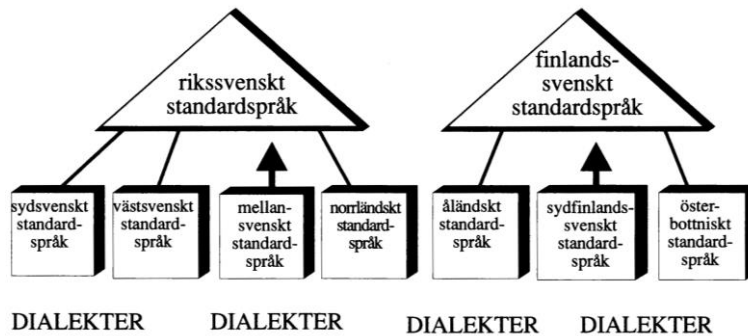 rikssvenskt
standardspråk
finlands-
svenskt
standardspråk
sydsvenskt
standard-
språk
västsvenskt
standard-
språk
mellan-
svenskt
standard-
språk
norrländskt
standard-
språk
åländskt
standard-
språk
sydfinlands-
svenskt
standard-
språk
öster-
bottniskt
standard-
språk
DIALEKTER DIALEKTER DIALEKTER DIALEKTER